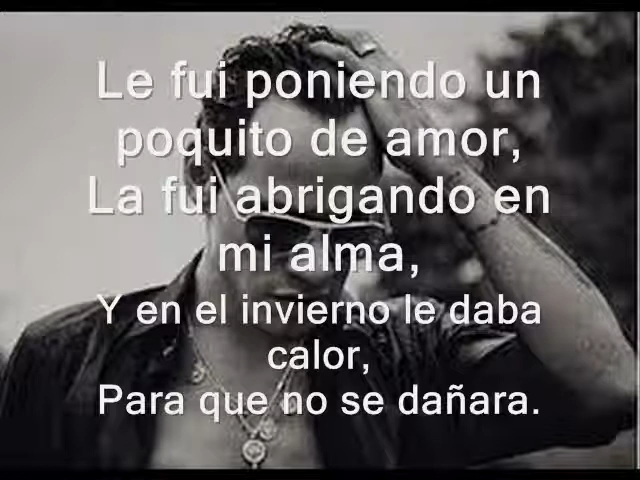 Le fui poniendo un
poquito de amor,
La fui abrigando en
mi alma,
Y en el invierno le daba
calor,
Para que no se dañara.